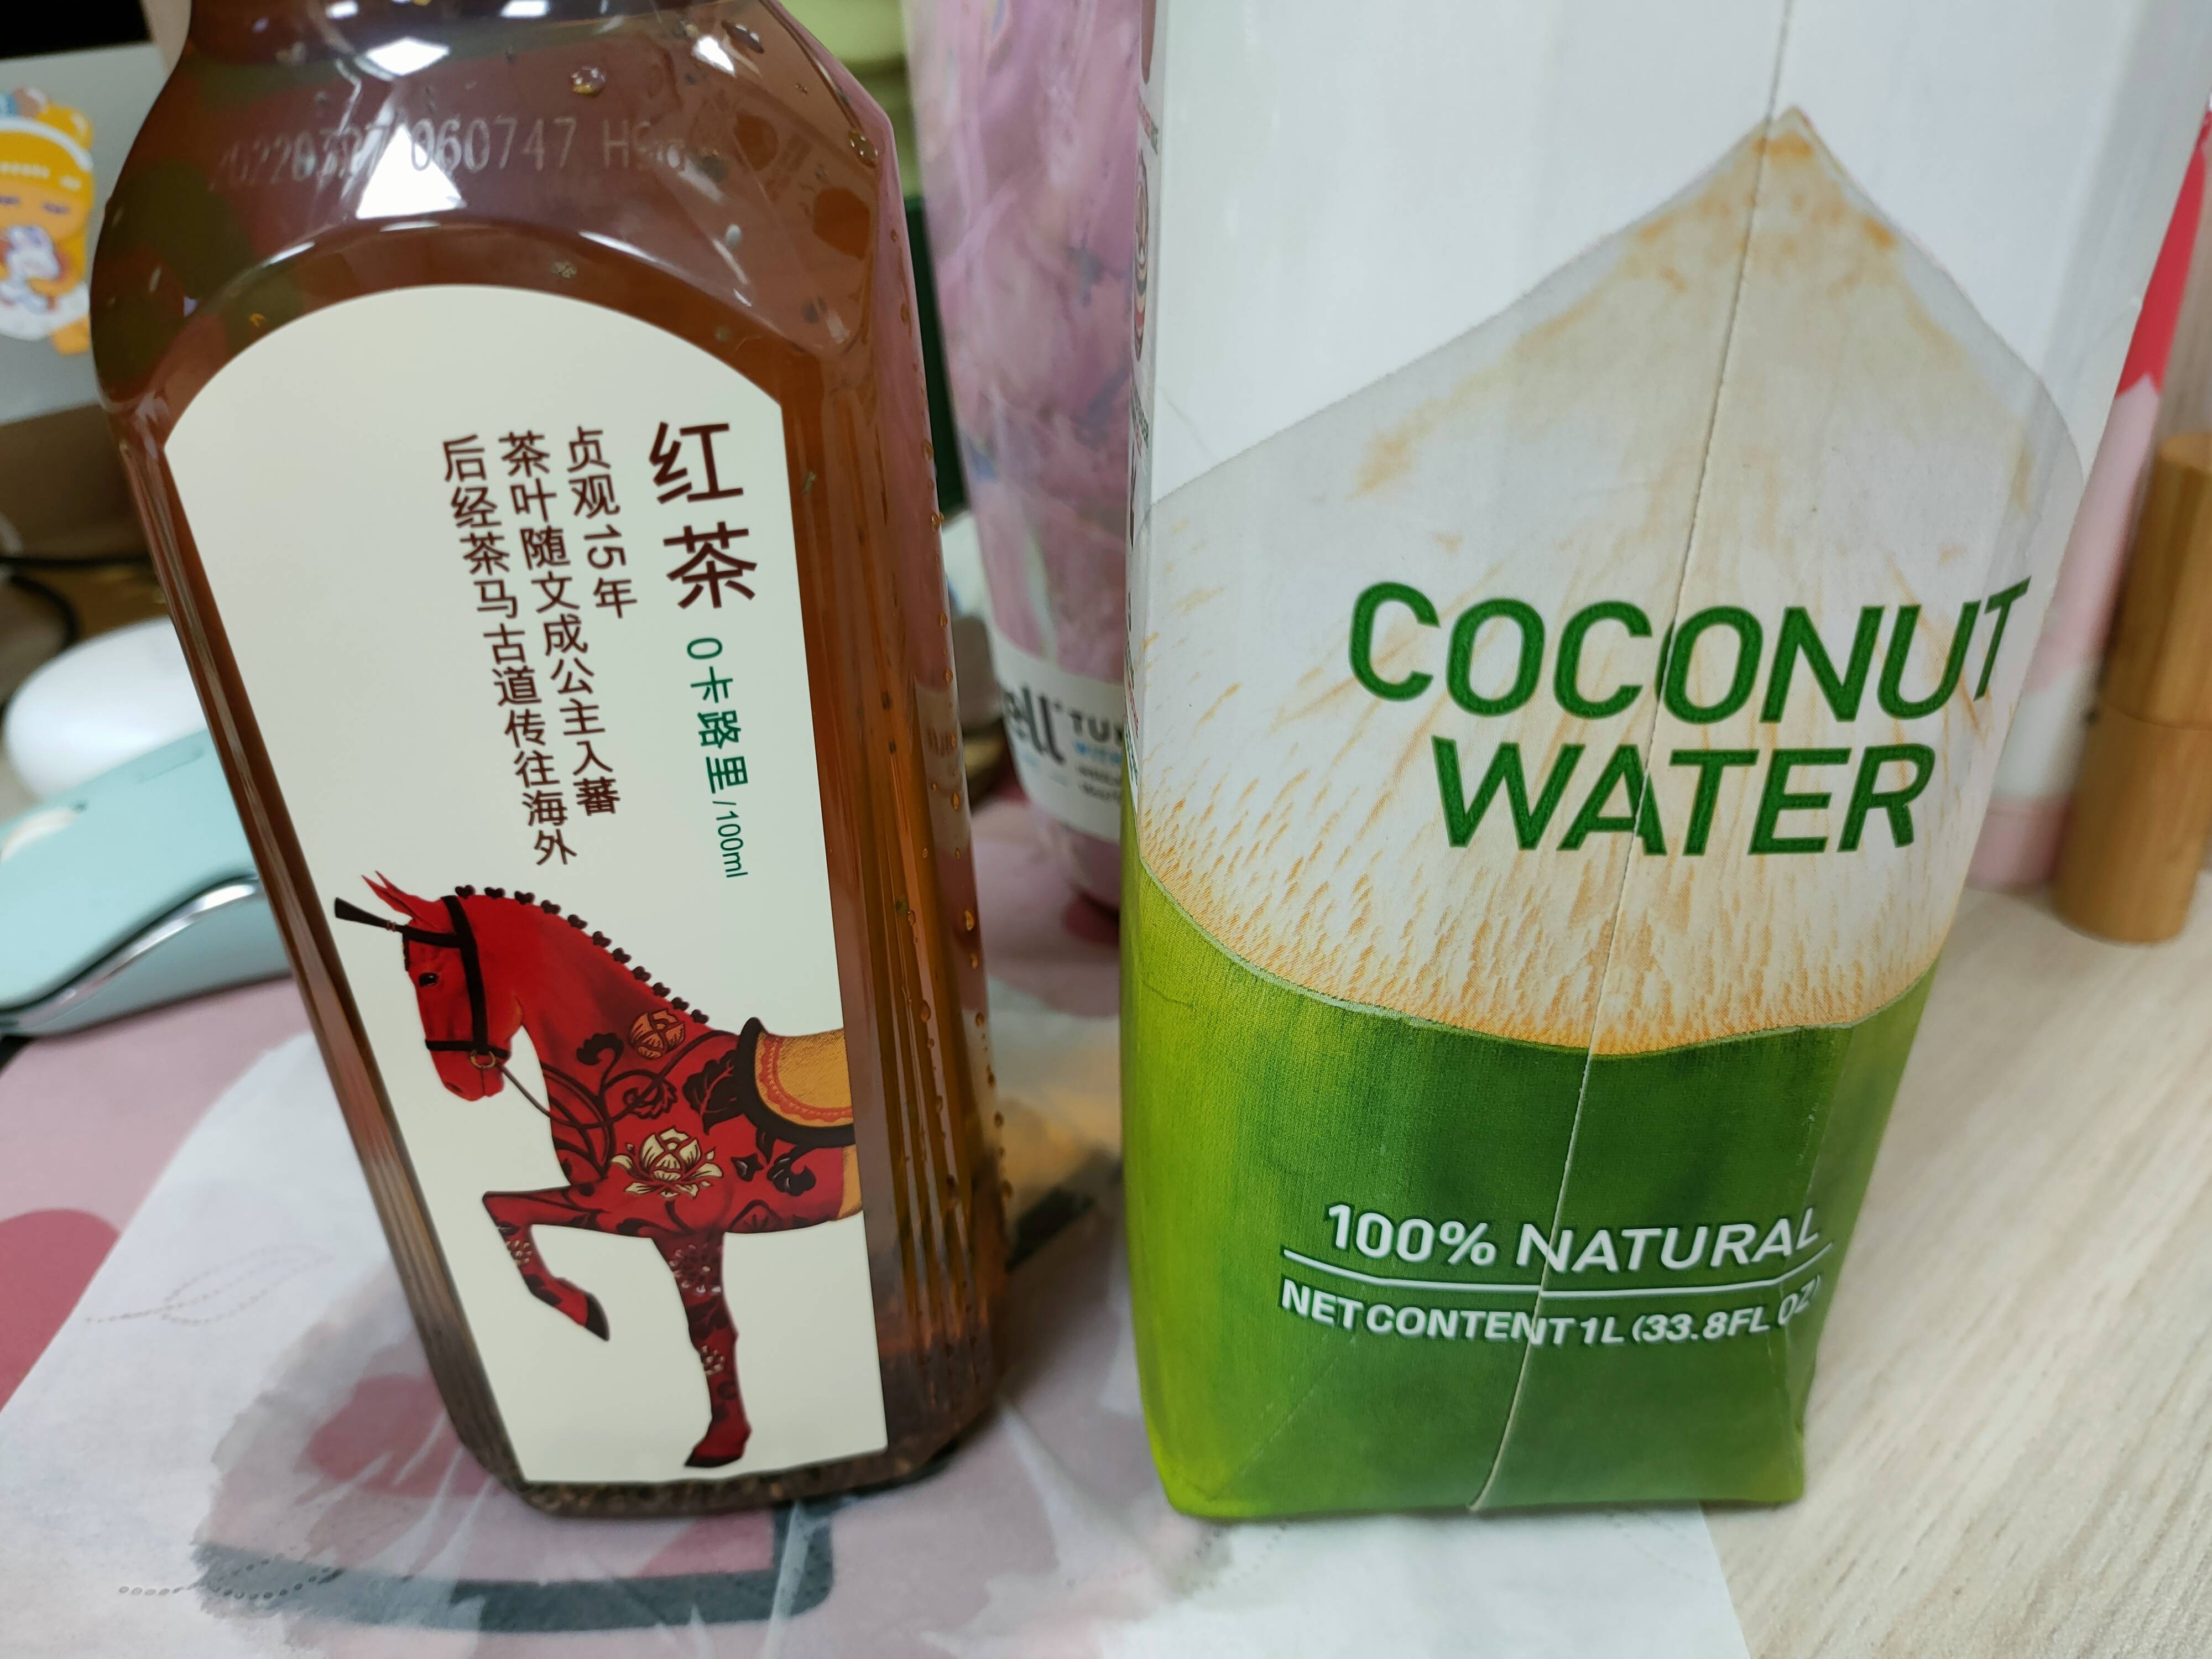 060747
红茶
0卡路里/100ml
贞观15年
茶叶随文成公主入蕃
后经茶马古道传往海外
COCONUT
WATER
100% NATURAL
NET CONTENT 1L (33.8FL OZ)